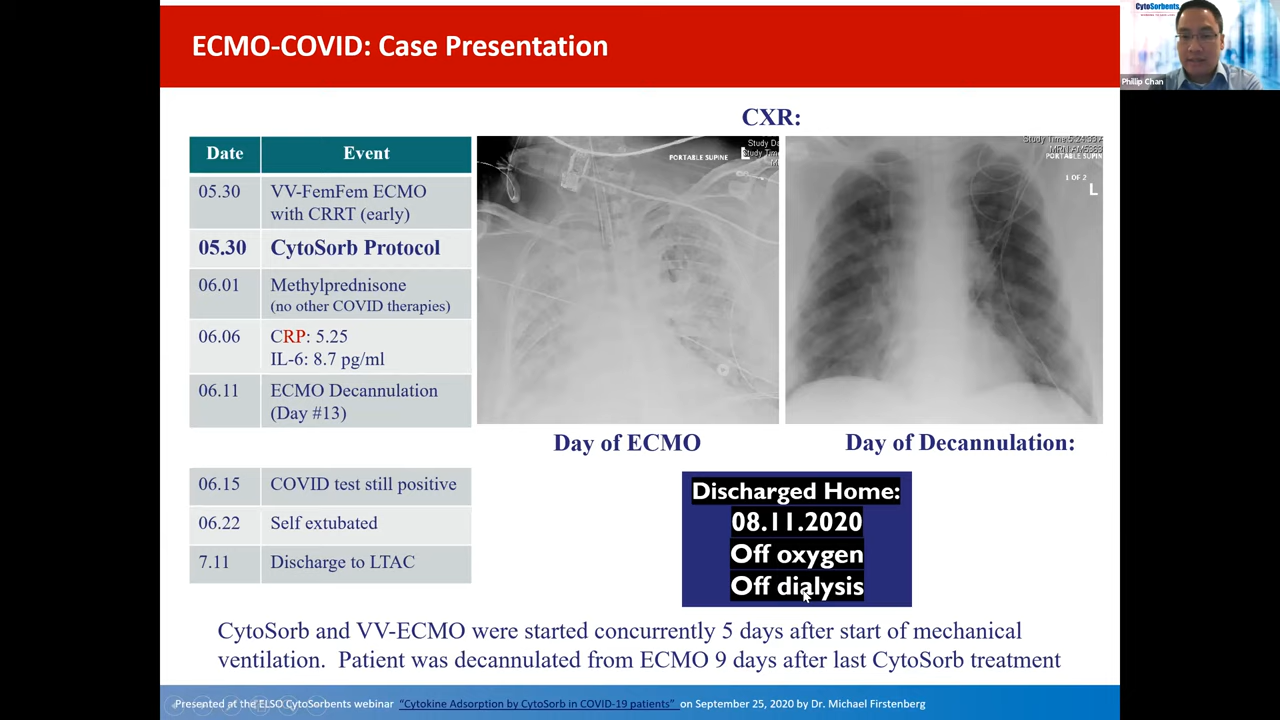 ECMO-COVID: Case Presentation
CytoSorbents
Phillip Chan
CXR:
Date Event
05.30 VV-FemFem ECMO
with CRRT (early)
05.30 CytoSorb Protocol
06.01 Methylprednisone
(no other COVID therapies)
06.06 CRP: 5.25
IL-6: 8.7 pg/ml
06.11 ECMO Decannulation
(Day #13)
06.15 COVID test still positive
06.22 Self extubated
7.11 Discharge to LTAC
Study Da
Study Time:
PORTABLE SUPINE
L
Study Time:5:24:33
MRN:AM5363
PORTABLE SUPIN
1 OF 2
L
Day of ECMO
Day of Decannulation:
Discharged Home:
08.11.2020
Off oxygen
Off dialysis
CytoSorb and VV-ECMO were started concurrently 5 days after start of mechanical
ventilation. Patient was decannulated from ECMO 9 days after last CytoSorb treatment
Presented at the ELSO CytoSorbents webinar "Cytokine Adsorption by CytoSorb in COVID-19 patients" on September 25, 2020 by Dr. Michael Firstenberg